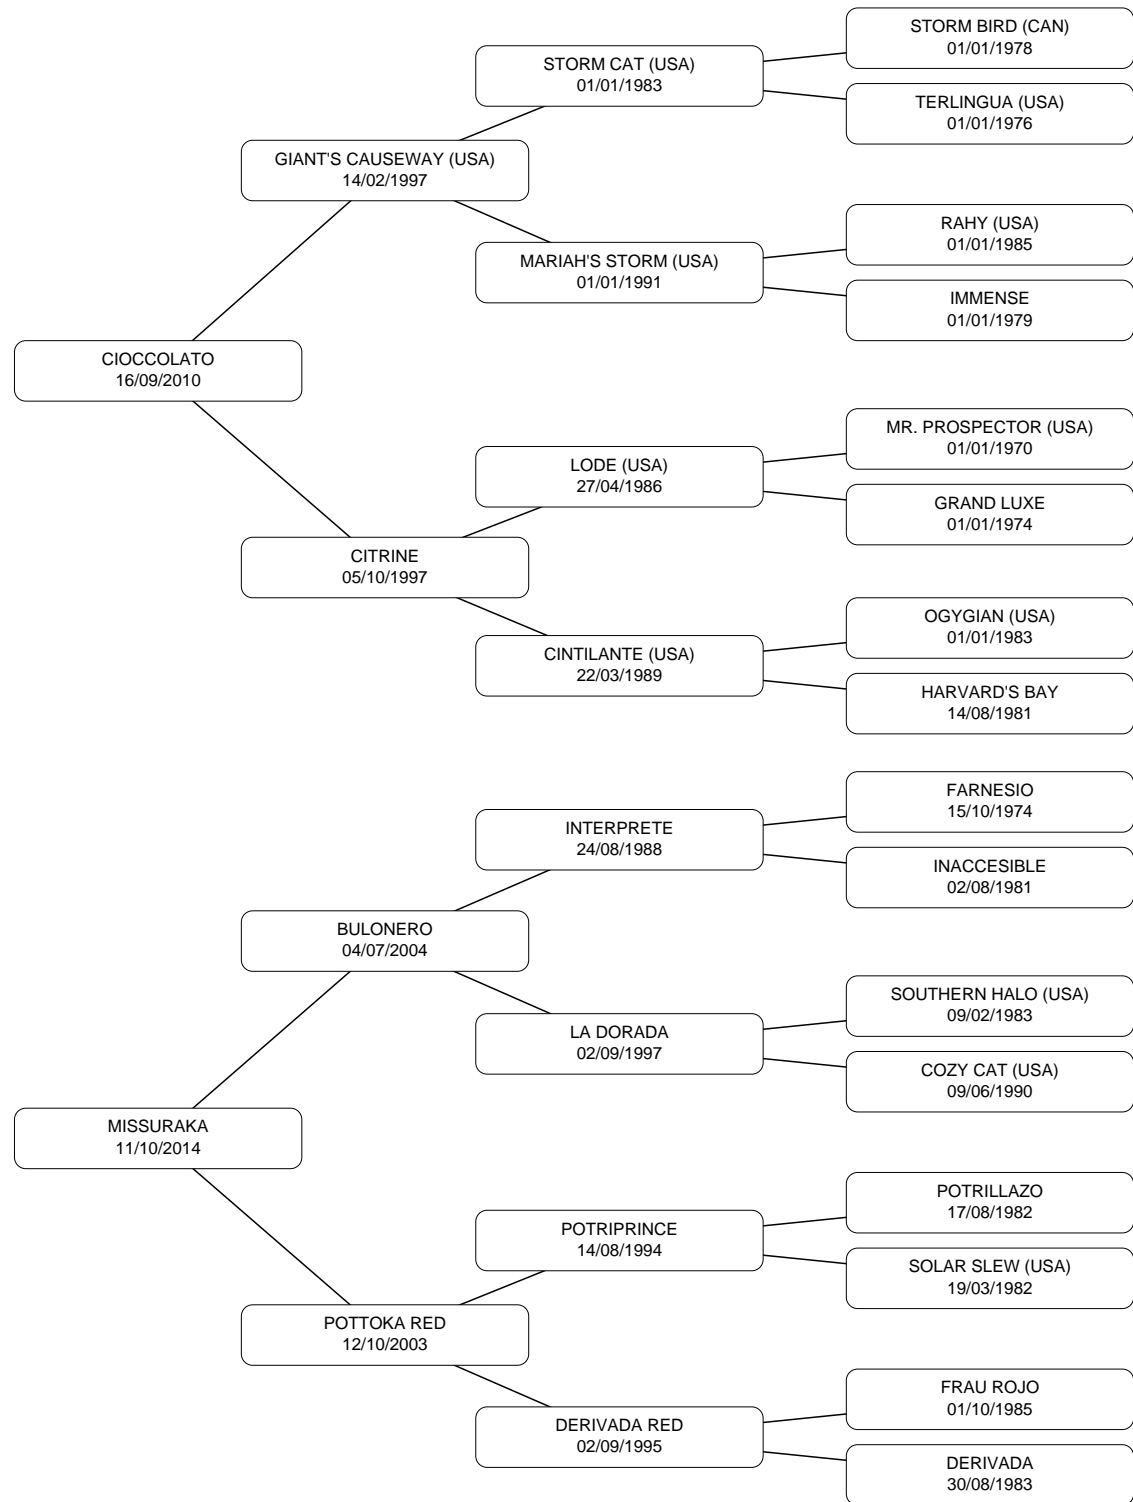 STORM BIRD (CAN)
01/01/1978
STORM CAT (USA)
01/01/1983
TERLINGUA (USA)
01/01/1976
GIANT'S CAUSEWAY (USA)
14/02/1997
RAHY (USA)
01/01/1985
MARIAH'S STORM (USA)
01/01/1991
IMMENSE
01/01/1979
CIOCCOLATO
16/09/2010
MR. PROSPECTOR (USA)
01/01/1970
LODE (USA)
27/04/1986
GRAND LUXE
01/01/1974
CITRINE
05/10/1997
OGYGIAN (USA)
01/01/1983
CINTILANTE (USA)
22/03/1989
HARVARD'S BAY
14/08/1981
FARNESIO
15/10/1974
INTERPRETE
24/08/1988
INACCESIBLE
02/08/1981
BULONERO
04/07/2004
SOUTHERN HALO (USA)
09/02/1983
LA DORADA
02/09/1997
COZY CAT (USA)
09/06/1990
MISSURAKA
11/10/2014
POTRILLAZO
17/08/1982
POTRIPRINCE
14/08/1994
SOLAR SLEW (USA)
19/03/1982
POTTOKA RED
12/10/2003
FRAU ROJO
01/10/1985
DERIVADA RED
02/09/1995
DERIVADA
30/08/1983